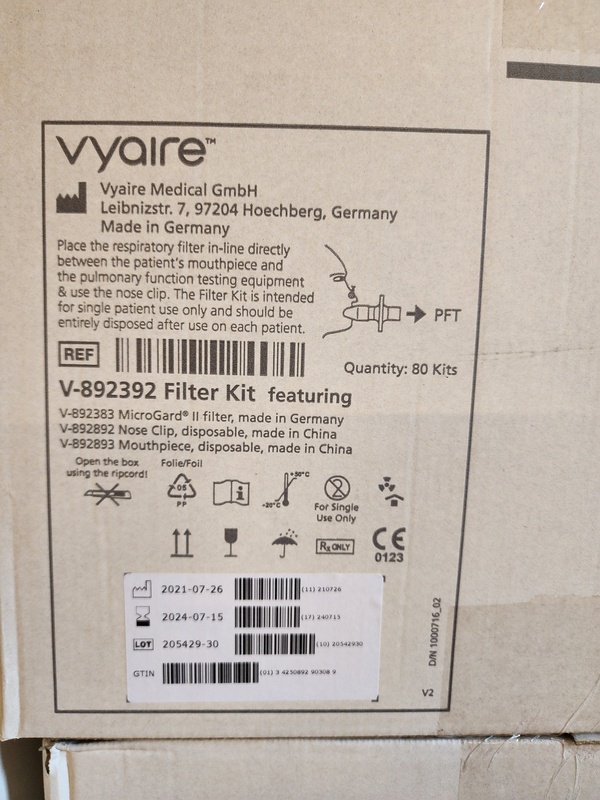 vyaire™
Vyaire Medical GmbH
Leibnizstr. 7, 97204 Hoechberg, Germany
Made in Germany
Place the respiratory filter in-line directly
between the patient's mouthpiece and
the pulmonary function testing equipment
& use the nose clip. The Filter Kit is intended
for single patient use only and should be
entirely disposed after use on each patient.
PFT
REF
Quantity: 80 Kits
V-892392 Filter Kit featuring
V-892383 MicroGard® II filter, made in Germany
V-892892 Nose Clip, disposable, made in China
V-892893 Mouthpiece, disposable, made in China
Open the box
using the ripcord!
Folie/Foil
05
PP
-20°C
+50°C
2
For Single
Use Only
Rx ONLY
CE
0123
2021-07-26
(11) 210726
2024-07-15
(17) 240715
LOT
205429-30
(10) 20542930
GTIN
(01) 3 4250892 90308 9
D/N 1000716_02
V2